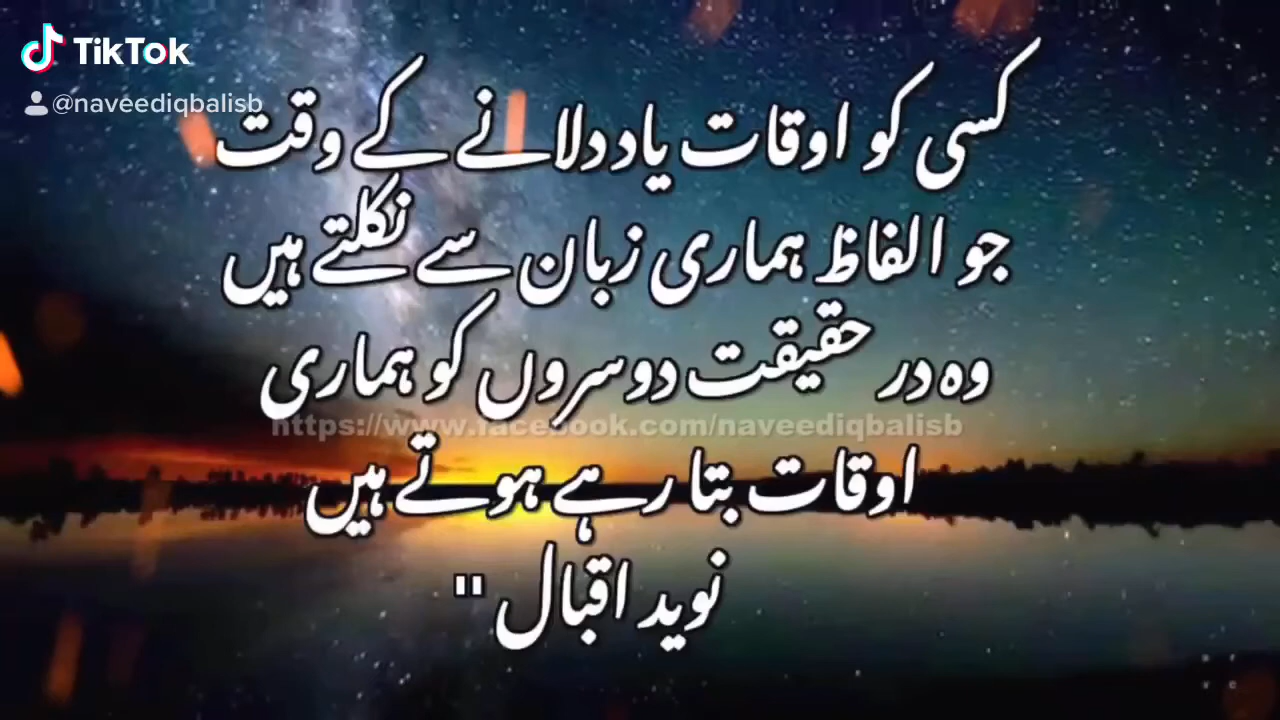 TikTok
@naveediqbalisb
کسی کو اوقات یاد دلانے کے وقت
جو الفاظ ہماری زبان سے نکلتے ہیں
وہ در حقیقت دوسروں کو ہماری
https://www.facebook.com/naveediqbalisb
اوقات بتا رہے ہوتے ہیں
نوید اقبال "